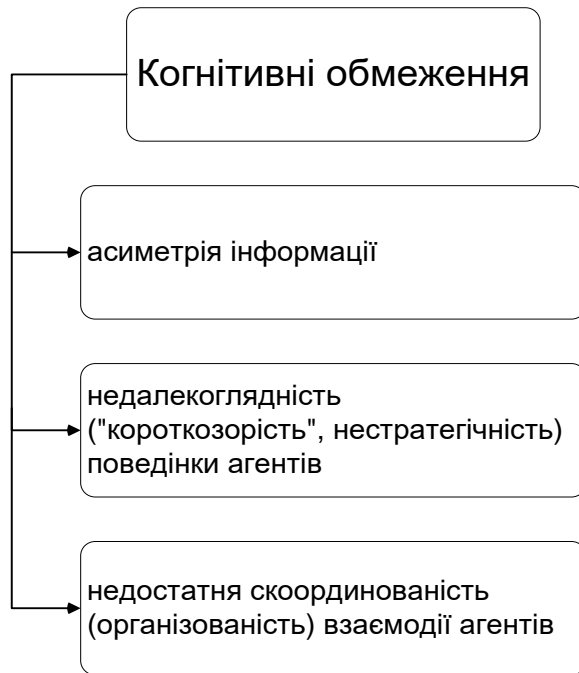 Когнітивні обмеження
асиметрія інформації
недалекоглядність
("короткозорість", нестратегічність)
поведінки агентів
недостатня скоординованість
(організованість) взаємодії агентів